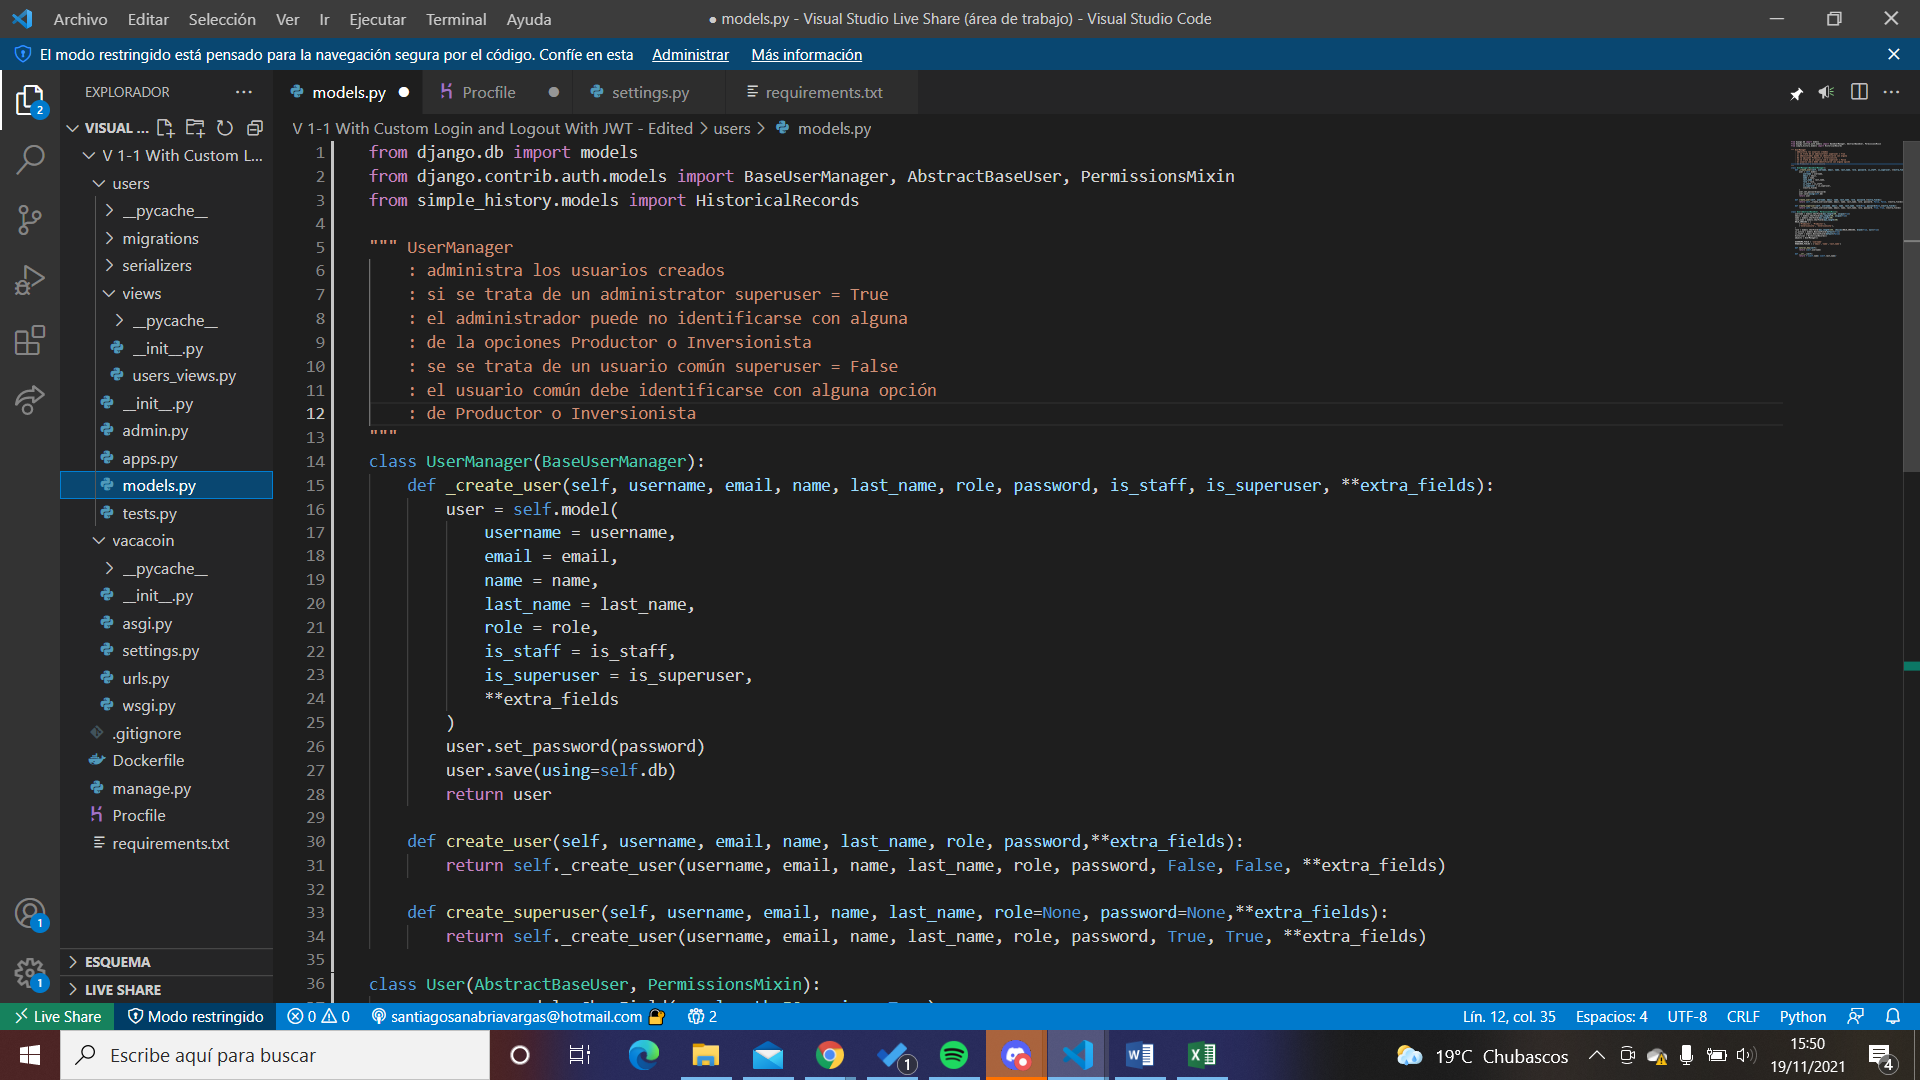 Archivo Editar Selección Ver Ir Ejecutar Terminal Ayuda
● models.py - Visual Studio Live Share (área de trabajo) - Visual Studio Code
El modo restringido está pensado para la navegación segura por el código. Confíe en esta Administrar Más información
EXPLORADOR
models.py Procfile settings.py requirements.txt
VISUAL ...
V 1-1 With Custom Login and Logout With JWT - Edited > users > models.py
V 1-1 With Custom L...
users
__pycache__
migrations
serializers
views
__pycache__
__init__.py
users_views.py
__init__.py
admin.py
apps.py
models.py
tests.py
vacacoin
__pycache__
__init__.py
asgi.py
settings.py
urls.py
wsgi.py
.gitignore
Dockerfile
manage.py
Procfile
requirements.txt
ESQUEMA
LIVE SHARE
2
1
1
1 from django.db import models
2 from django.contrib.auth.models import BaseUserManager, AbstractBaseUser, PermissionsMixin
3 from simple_history.models import HistoricalRecords
4
5 """ UserManager
6 : administra los usuarios creados
7 : si se trata de un administrator superuser = True
8 : el administrador puede no identificarse con alguna
9 : de la opciones Productor o Inversionista
10 : se se trata de un usuario común superuser = False
11 : el usuario común debe identificarse con alguna opción
12 : de Productor o Inversionista
13 """
14 class UserManager(BaseUserManager):
15 def _create_user(self, username, email, name, last_name, role, password, is_staff, is_superuser, **extra_fields):
16 user = self.model(
17 username = username,
18 email = email,
19 name = name,
20 last_name = last_name,
21 role = role,
22 is_staff = is_staff,
23 is_superuser = is_superuser,
24 **extra_fields
25 )
26 user.set_password(password)
27 user.save(using=self.db)
28 return user
29
30 def create_user(self, username, email, name, last_name, role, password,**extra_fields):
31 return self._create_user(username, email, name, last_name, role, password, False, False, **extra_fields)
32
33 def create_superuser(self, username, email, name, last_name, role=None, password=None,**extra_fields):
34 return self._create_user(username, email, name, last_name, role, password, True, True, **extra_fields)
35
36 class User(AbstractBaseUser, PermissionsMixin):
Live Share Modo restringido 0 0 santiagosanabriavargas@hotmail.com 2 Lín. 12, col. 35 Espacios: 4 UTF-8 CRLF Python
Escribe aquí para buscar
1
19°C Chubascos
15:50
19/11/2021
4